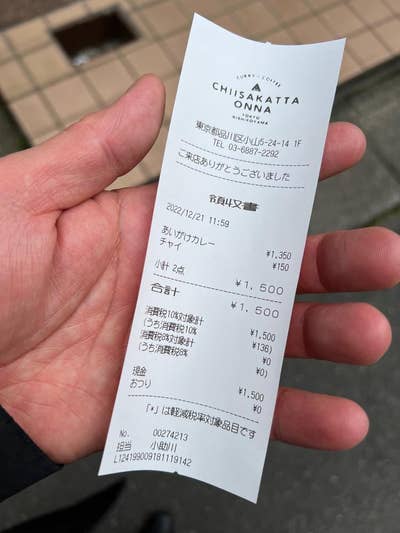 CURRY・COFFEE
CHIISAKATTA
ONNA
TOKYO
NISHIKOYAMA
東京都品川区小山5-24-14 1F
TEL 03-6887-2292
ご来店ありがとうございました
領収書
2022/12/21 11:59
あいがけカレー ¥1,350
チャイ ¥150
小計 2点 ¥1,500
合計 ¥1,500
消費税10%対象計 ¥1,500
(うち消費税10% ¥136)
消費税8%対象計 ¥0
(うち消費税8% ¥0)
現金 ¥1,500
おつり ¥0
「*」は軽減税率対象品目です
No. 00274213
担当 小助川
L124199009181119142